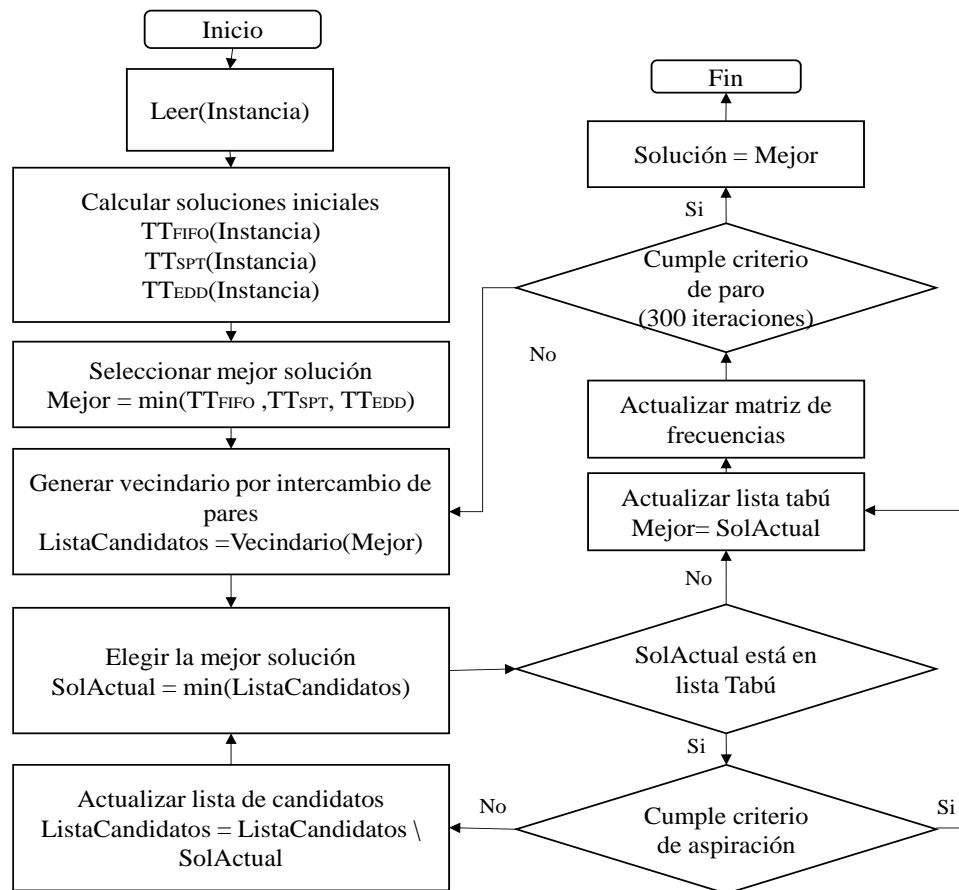 Inicio
Leer(Instancia)
Calcular soluciones iniciales
TTFIFO(Instancia)
TTSPT(Instancia)
TTEDD(Instancia)
Seleccionar mejor solución
Mejor = min(TTFIFO ,TTSPT, TTEDD)
Generar vecindario por intercambio de
pares
ListaCandidatos =Vecindario(Mejor)
Elegir la mejor solución
SolActual = min(ListaCandidatos)
Actualizar lista de candidatos
ListaCandidatos = ListaCandidatos \
SolActual
Fin
Solución = Mejor
Si
Cumple criterio
de paro
(300 iteraciones)
No
Actualizar matriz de
frecuencias
Actualizar lista tabú
Mejor= SolActual
No
SolActual está en
lista Tabú
Si
No
Cumple criterio
de aspiración
Si